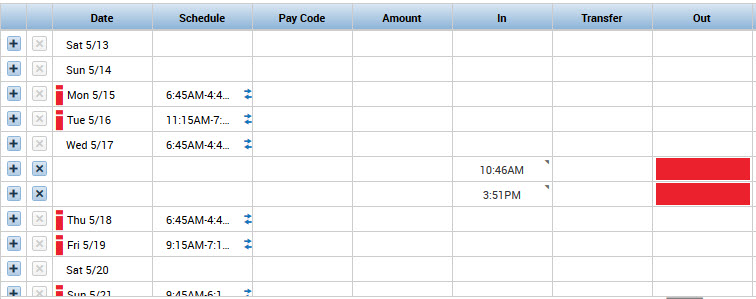 Date Schedule Pay Code Amount In Transfer Out
Sat 5/13
Sun 5/14
Mon 5/15 6:45AM-4:4...
Tue 5/16 11:15AM-7:...
Wed 5/17 6:45AM-4:4...
10:46AM
3:51PM
Thu 5/18 6:45AM-4:4...
Fri 5/19 9:15AM-7:1...
Sat 5/20
Sun 5/21 9:45AM-6:1...